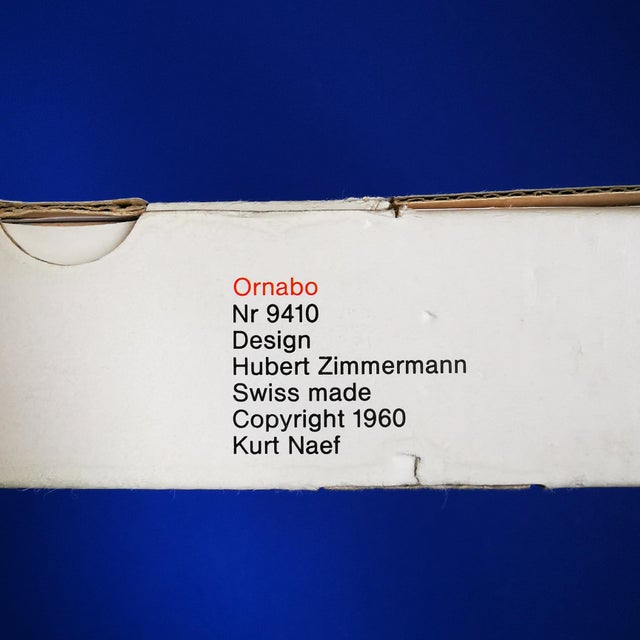 Ornabo
Nr 9410
Design
Hubert Zimmermann
Swiss made
Copyright 1960
Kurt Naef